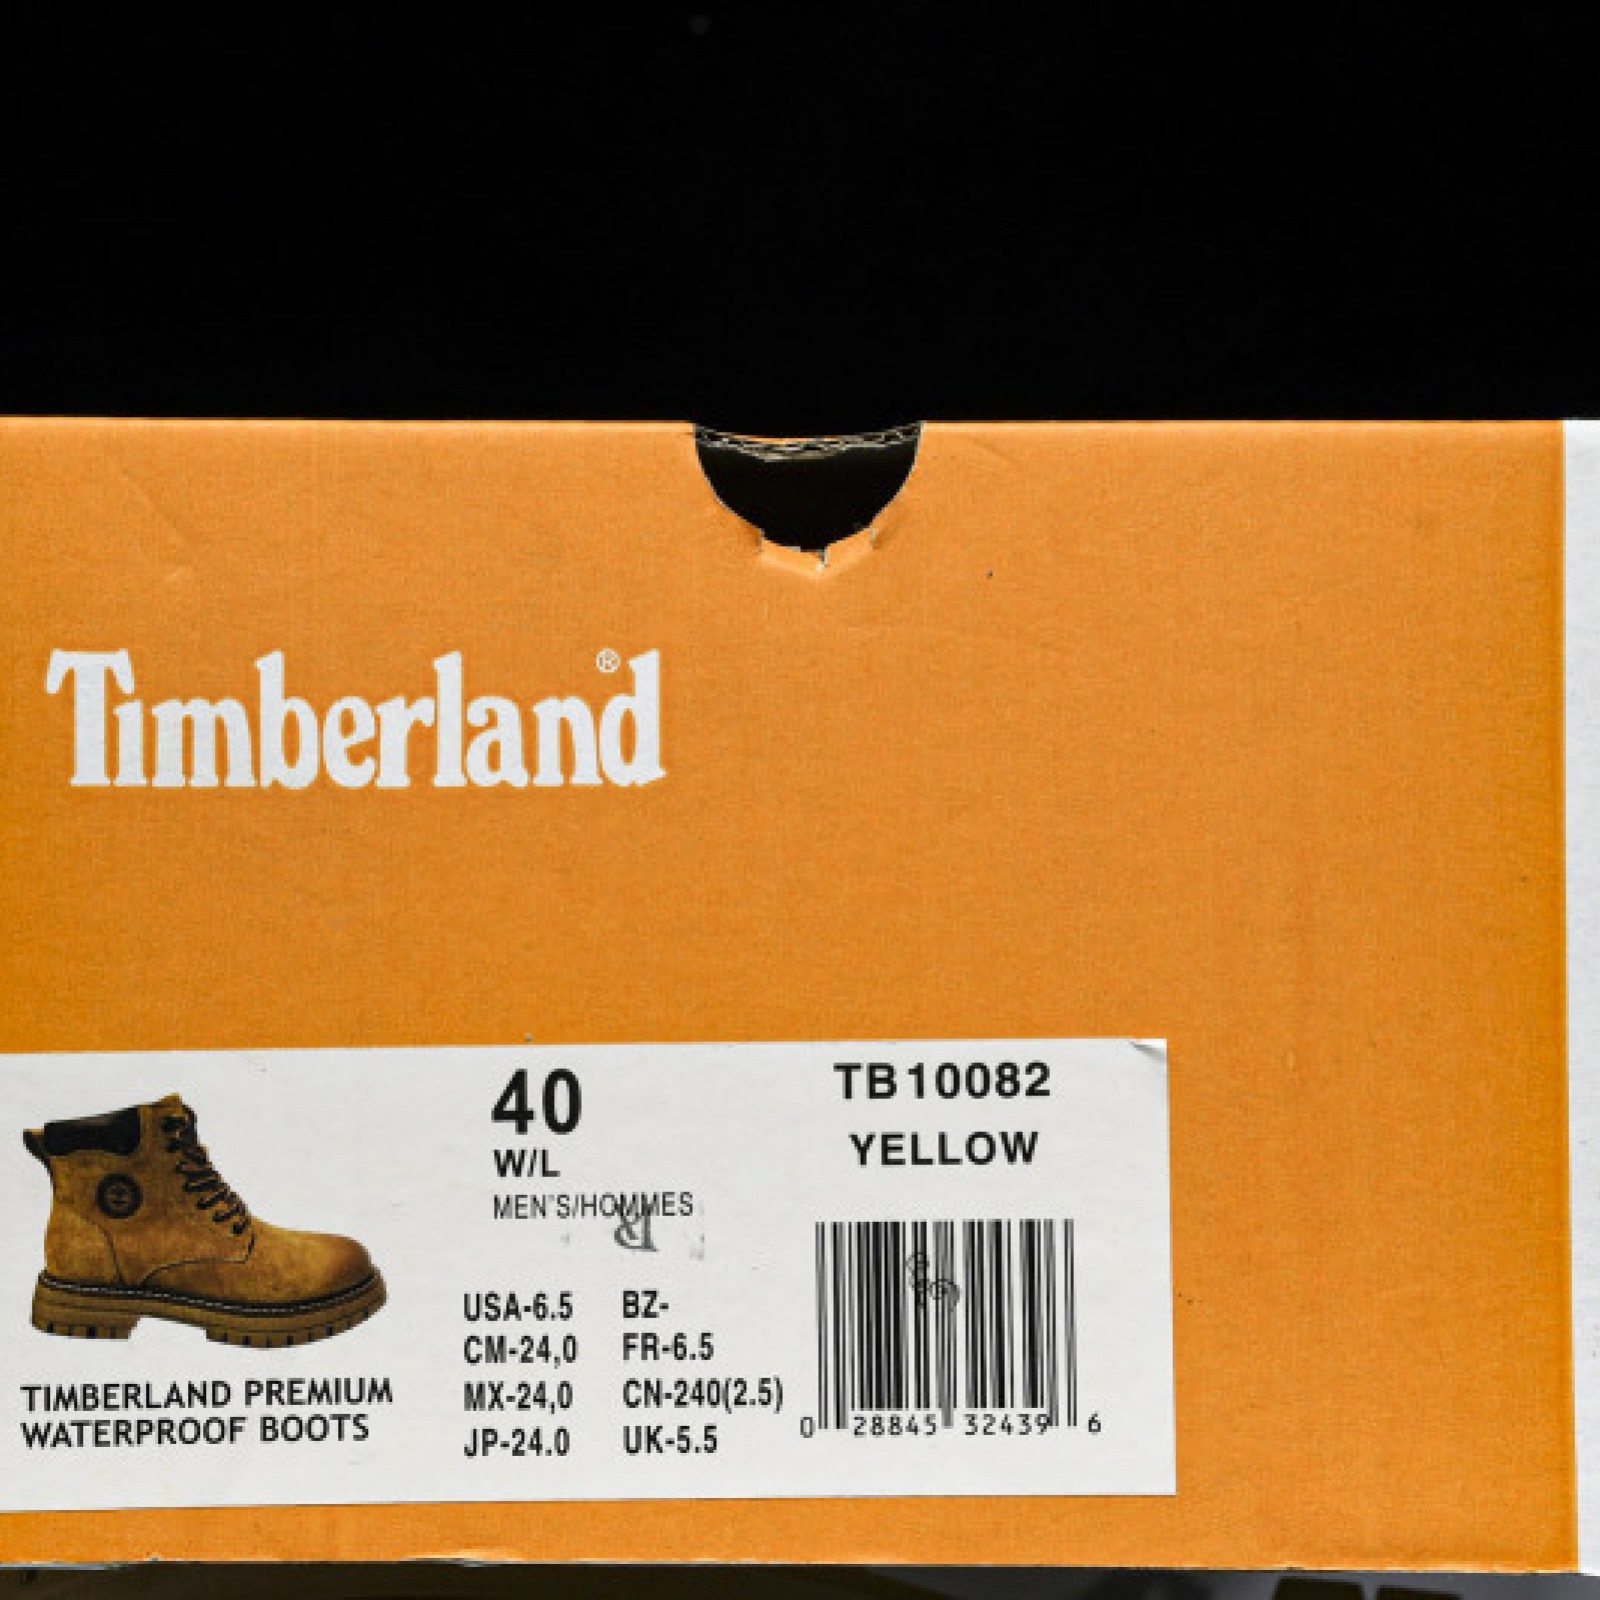 Timberland®
40
W/L
MEN'S/HOMMES
TB10082
YELLOW
USA-6.5 BZ-
CM-24,0 FR-6.5
MX-24,0 CN-240(2.5)
JP-24.0 UK-5.5
TIMBERLAND PREMIUM
WATERPROOF BOOTS
0 28845 32439 6